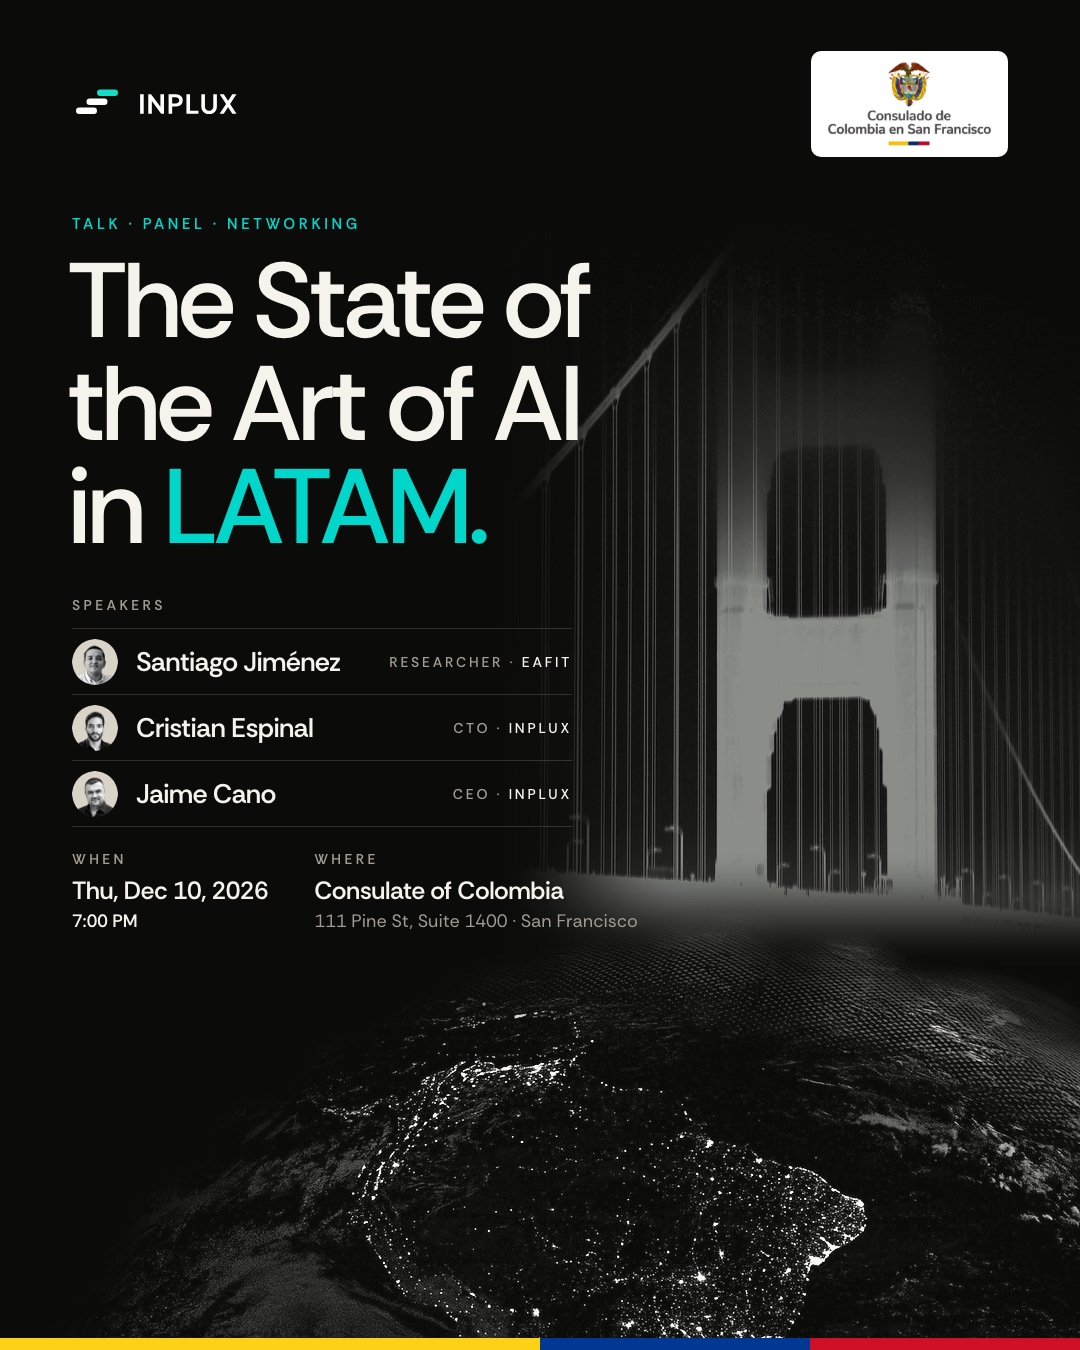 INPLUX
Consulado de
Colombia en San Francisco
TALK · PANEL · NETWORKING
The State of
the Art of AI
in LATAM.
SPEAKERS
Santiago Jiménez RESEARCHER · EAFIT
Cristian Espinal CTO · INPLUX
Jaime Cano CEO · INPLUX
WHEN
Thu, Dec 10, 2026
7:00 PM
WHERE
Consulate of Colombia
111 Pine St, Suite 1400 · San Francisco